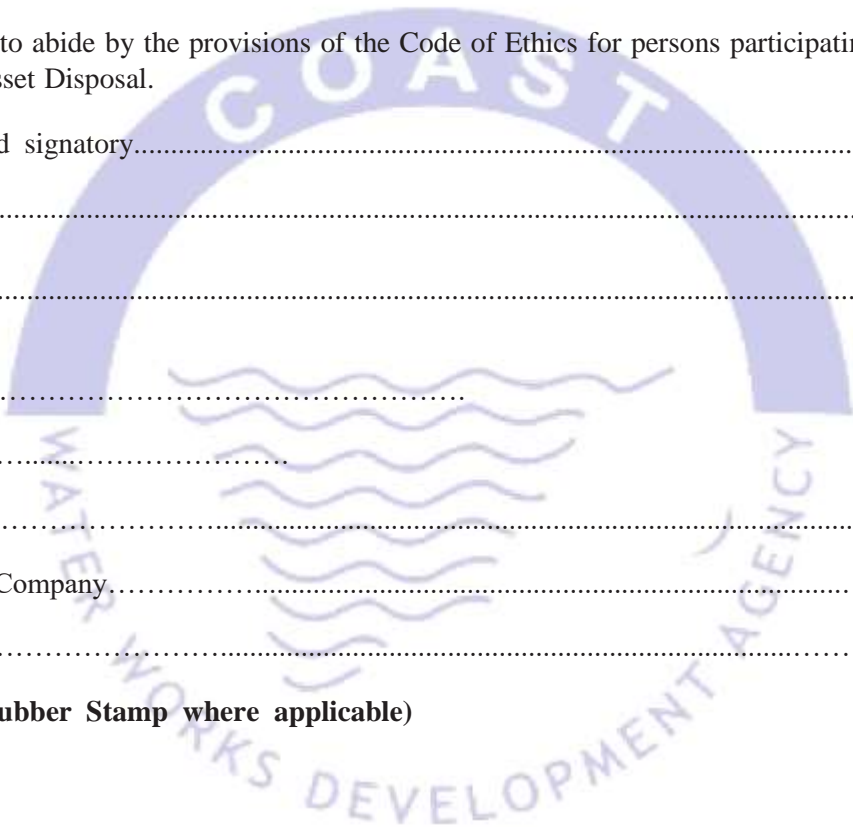 to abide by the provisions of the Code of Ethics for persons participating
sset Disposal.
d signatory................................................................................................
................................................................................................................
................................................................................................................
……………………………………………….
…......……………………….
………………………....................................................................................
Company……………...............................................................................
………………………............................................................................……
ubber Stamp where applicable)
COAST
WATER WORKS DEVELOPMENT AGENCY